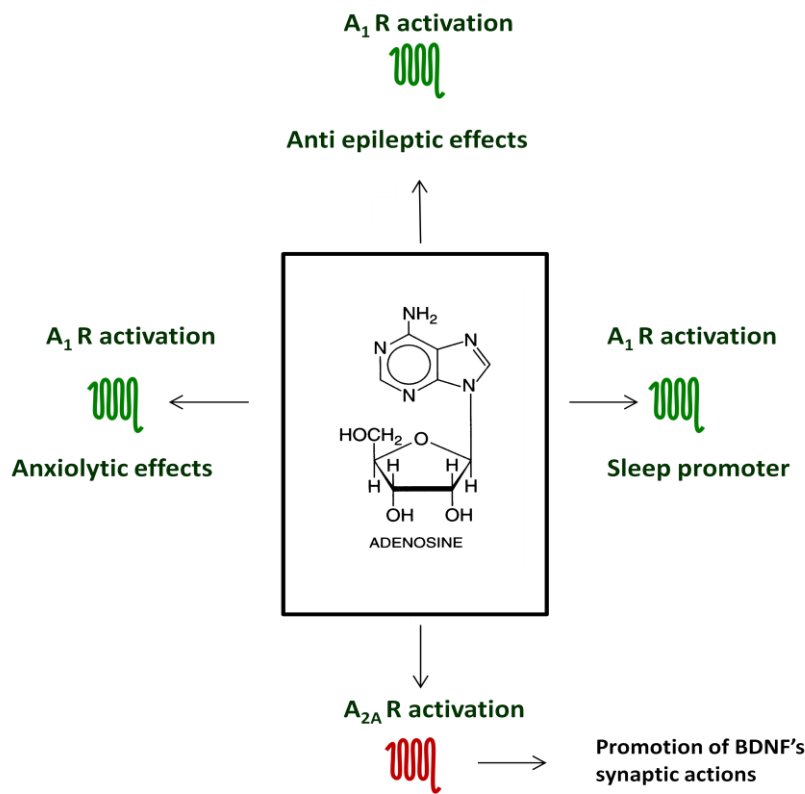 A₁ R activation
Anti epileptic effects
A₁ R activation
Anxiolytic effects
NH₂
N
N
N
N
HOCH₂
O
H
H
H
H
OH
OH
ADENOSINE
A₁ R activation
Sleep promoter
A₂A R activation
Promotion of BDNF's
synaptic actions